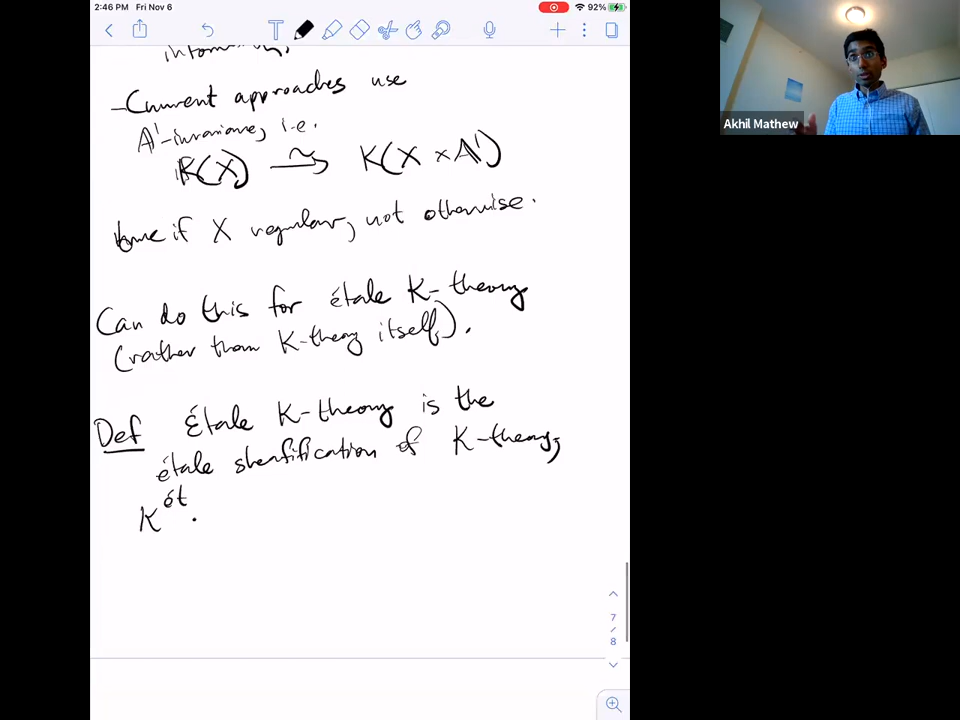 2:46 PM Fri Nov 6
92%
Akhil Mathew
- Current approaches use
A¹-invariance, i.e.
K(X) ⥲ K(X × A¹)
true if X regular, not otherwise.
Can do this for étale K-theory
(rather than K-theory itself).
Def Étale K-theory is the
étale sheafification of K-theory,
K^ét.
7
/
8